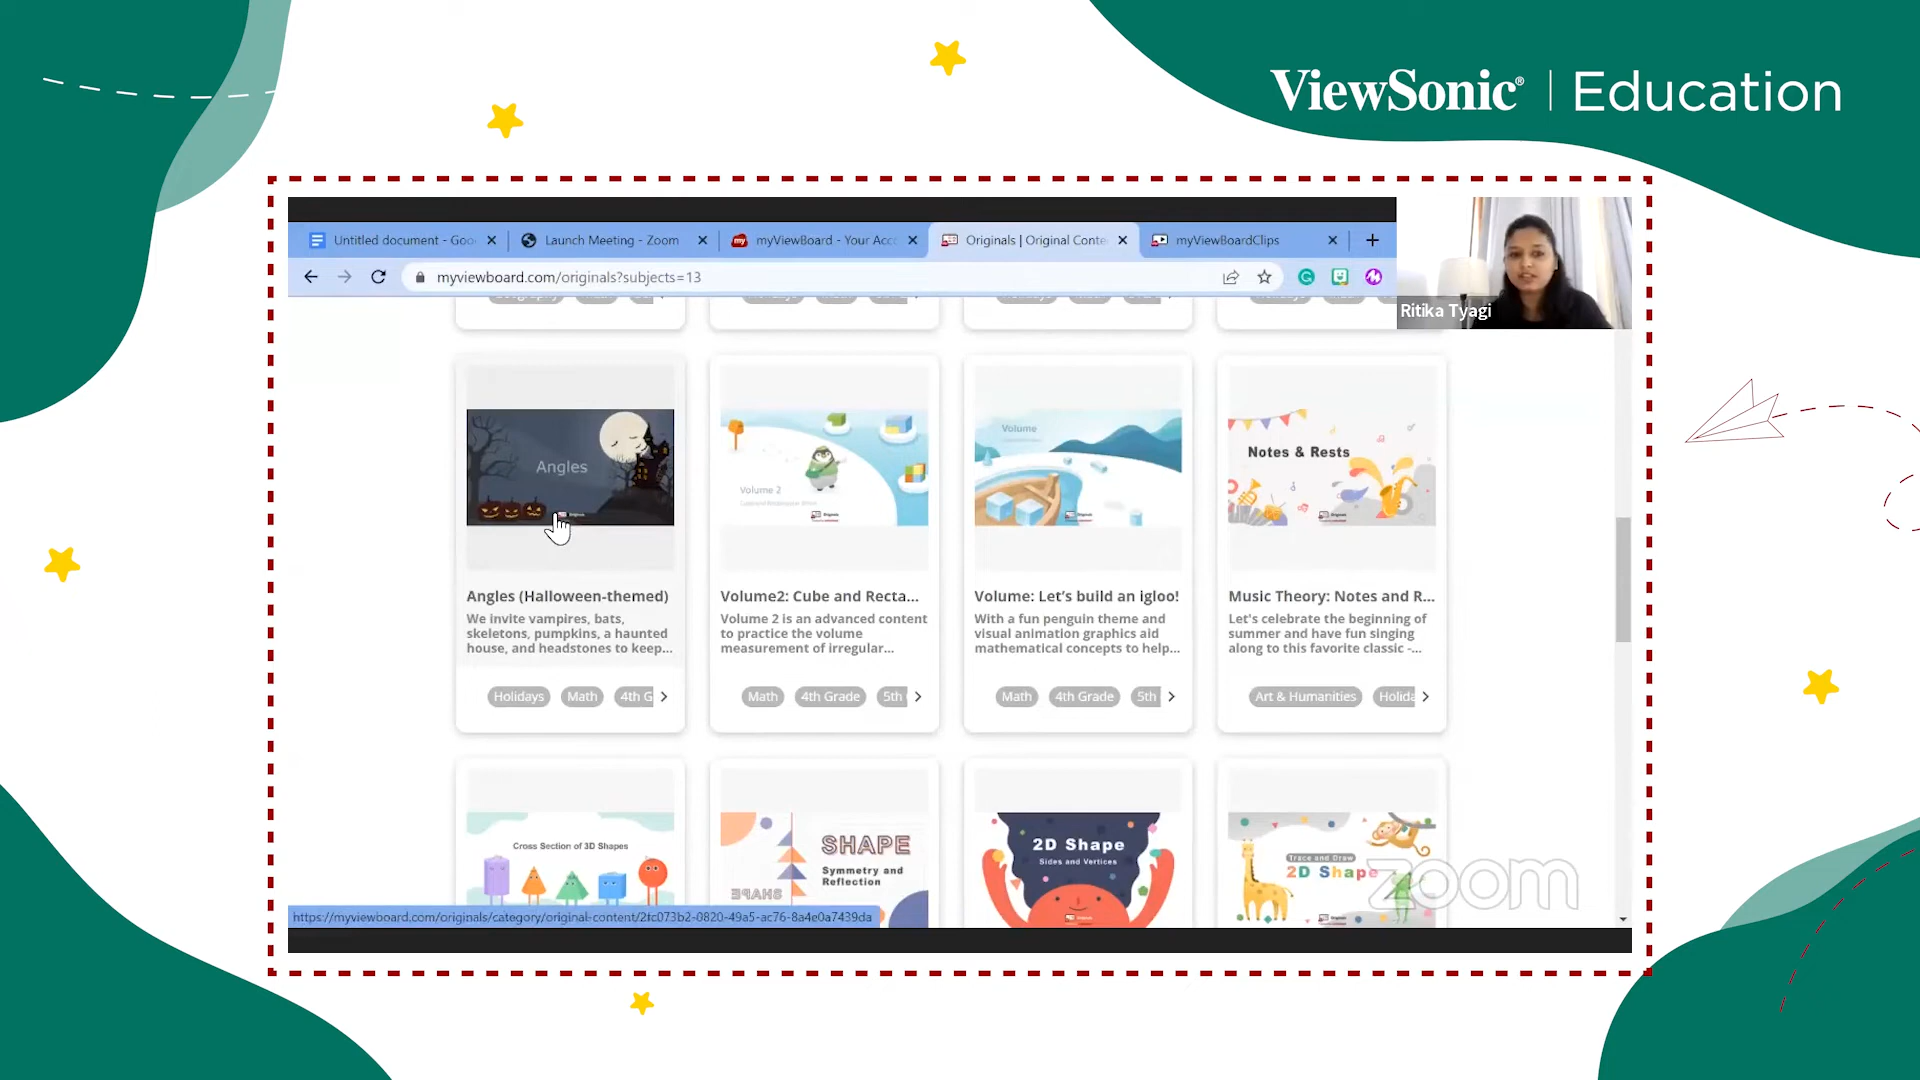 ViewSonic® | Education
Untitled document - Goo
Launch Meeting - Zoom
myViewBoard - Your Acc
Originals | Original Conte
myViewBoardClips
myviewboard.com/originals?subjects=13
Ritika Tyagi
Angles
Volume 2
Volume
Notes & Rests
Angles (Halloween-themed)
We invite vampires, bats,
skeletons, pumpkins, a haunted
house, and headstones to keep...
Holidays Math 4th G
Volume2: Cube and Recta...
Volume 2 is an advanced content
to practice the volume
measurement of irregular...
Math 4th Grade 5th
Volume: Let's build an igloo!
With a fun penguin theme and
visual animation graphics aid
mathematical concepts to help...
Math 4th Grade 5th
Music Theory: Notes and R...
Let's celebrate the beginning of
summer and have fun singing
along to this favorite classic -...
Art & Humanities Holida
Cross Section of 3D Shapes
SHAPE
Symmetry and
Reflection
SHAPE
2D Shape
Sides and Vertices
Trace and Draw
2D Shape
zoom
https://myviewboard.com/originals/category/original-content/2fc073b2-0820-49a5-ac76-8a4e0a7439da